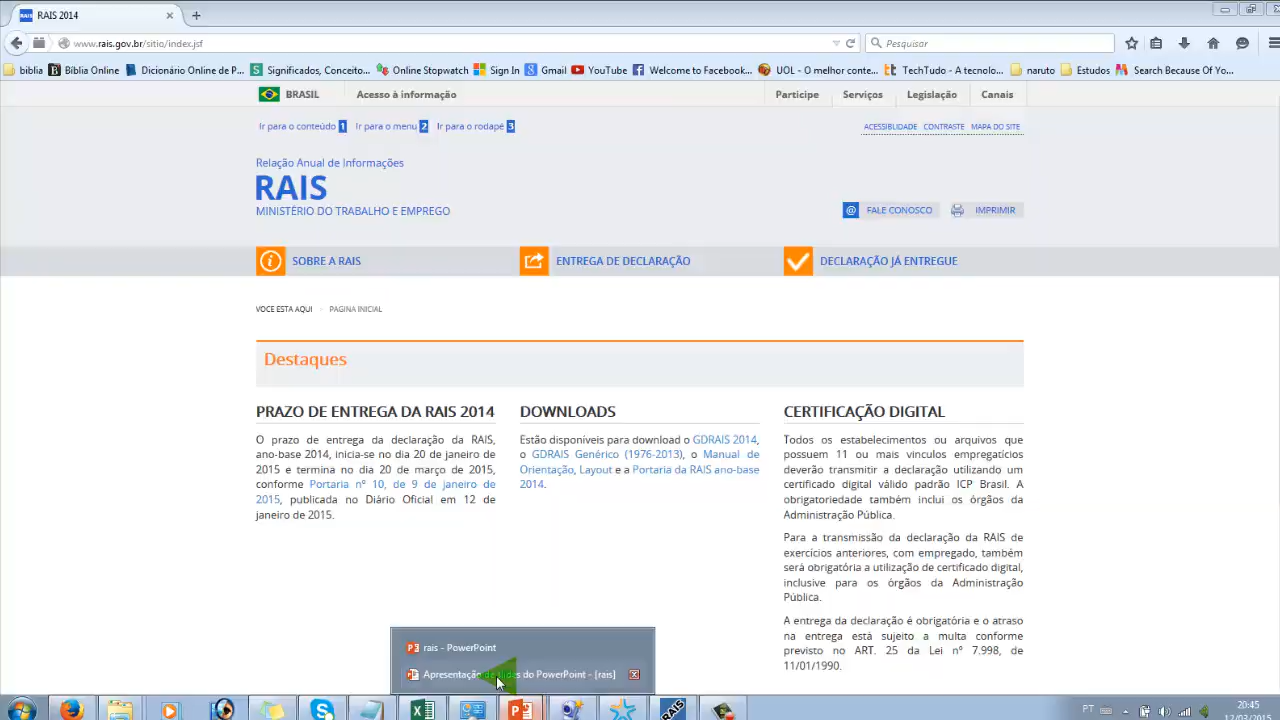 RAIS RAIS 2014
www.rais.gov.br/sitio/index.jsf
Pesquisar
biblia
Bíblia Online
Dicionário Online de P...
Significados, Conceito...
Online Stopwatch
Sign In
Gmail
YouTube
Welcome to Facebook...
UOL - O melhor conte...
TechTudo - A tecnolo...
naruto
Estudos
Search Because Of Yo...
BRASIL
Acesso à informação
Participe
Serviços
Legislação
Canais
Ir para o conteúdo 1
Ir para o menu 2
Ir para o rodapé 3
ACESSIBLIDADE
CONTRASTE
MAPA DO SITE
Relação Anual de Informações
RAIS
MINISTÉRIO DO TRABALHO E EMPREGO
@ FALE CONOSCO
IMPRIMIR
SOBRE A RAIS
ENTREGA DE DECLARAÇÃO
DECLARAÇÃO JÁ ENTREGUE
VOCE ESTA AQUI
PAGINA INICIAL
Destaques
PRAZO DE ENTREGA DA RAIS 2014
O prazo de entrega da declaração da RAIS,
ano-base 2014, inicia-se no dia 20 de janeiro de
2015 e termina no dia 20 de março de 2015,
conforme Portaria nº 10, de 9 de janeiro de
2015, publicada no Diário Oficial em 12 de
janeiro de 2015.
DOWNLOADS
Estão disponíveis para download o GDRAIS 2014,
o GDRAIS Genérico (1976-2013), o Manual de
Orientação, Layout e a Portaria da RAIS ano-base
2014.
CERTIFICAÇÃO DIGITAL
Todos os estabelecimentos ou arquivos que
possuem 11 ou mais vinculos empregatícios
deverão transmitir a declaração utilizando um
certificado digital válido padrão ICP Brasil. A
obrigatoriedade também inclui os órgãos da
Administração Pública.
Para a transmissão da declaração da RAIS de
exercícios anteriores, com empregado, também
será obrigatória a utilização de certificado digital,
inclusive para os órgãos da Administração
Pública.
A entrega da declaração é obrigatória e o atraso
na entrega está sujeito a multa conforme
previsto no ART. 25 da Lei nº 7.998, de
11/01/1990.
rais - PowerPoint
Apresentação de slides do PowerPoint - [rais]
RAIS
PT
20:45
12/03/2015